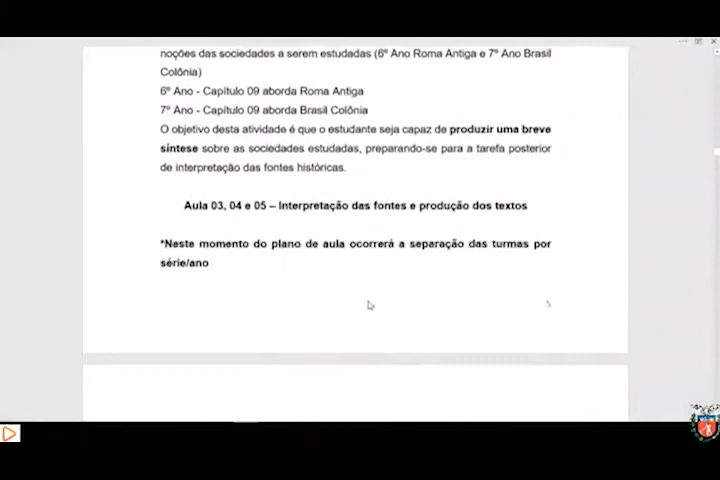 noções das sociedades a serem estudadas (6º Ano Roma Antiga e 7º Ano Brasil
Colônia)
6º Ano - Capítulo 09 aborda Roma Antiga
7º Ano - Capítulo 09 aborda Brasil Colônia
O objetivo desta atividade é que o estudante seja capaz de produzir uma breve
síntese sobre as sociedades estudadas, preparando-se para a tarefa posterior
de interpretação das fontes históricas.
Aula 03, 04 e 05 – Interpretação das fontes e produção dos textos
*Neste momento do plano de aula ocorrerá a separação das turmas por
série/ano
5